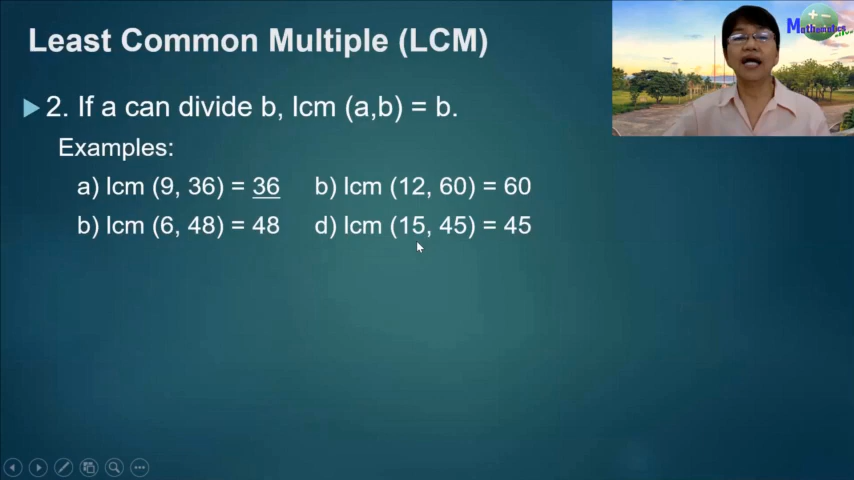 Least Common Multiple (LCM)
2. If a can divide b, lcm (a,b) = b.
Examples:
a) lcm (9, 36) = 36 b) lcm (12, 60) = 60
b) lcm (6, 48) = 48 d) lcm (15, 45) = 45
Mathematics